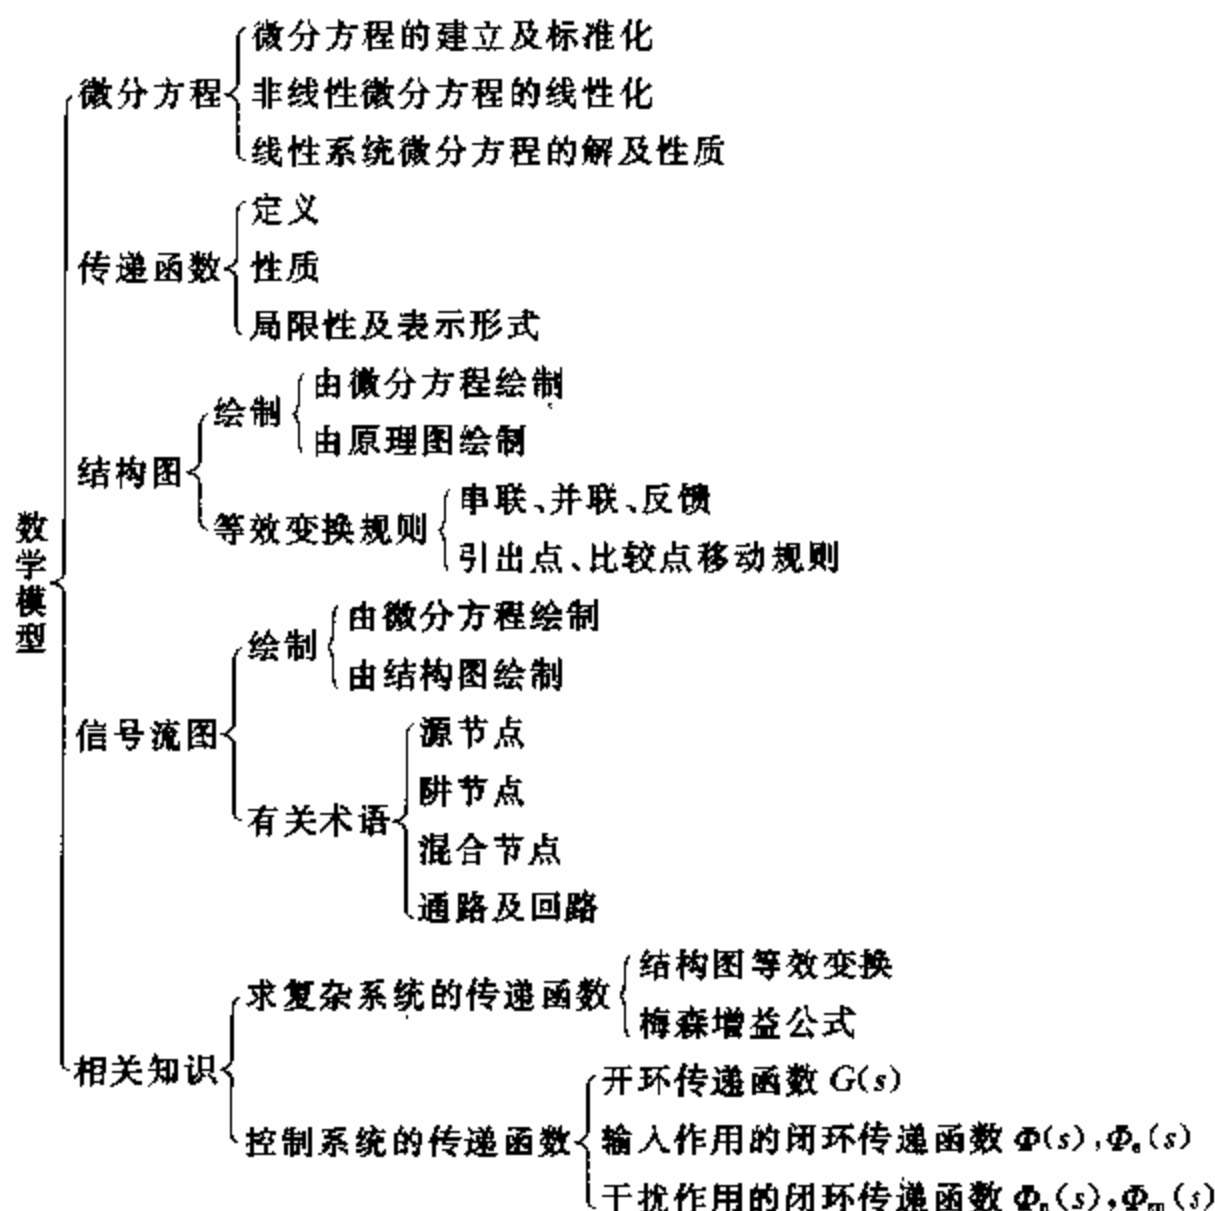 微分方程的建立及标准化
微分方程
非线性微分方程的线性化
线性系统微分方程的解及性质
定义
传递函数
性质
局限性及表示形式
由微分方程绘制
绘制
由原理图绘制
结构图
串联、并联、反馈
等效变换规则
引出点、比较点移动规则
数学模型
由微分方程绘制
绘制
由结构图绘制
信号流图
源节点
阱节点
有关术语
混合节点
通路及回路
结构图等效变换
求复杂系统的传递函数
梅森增益公式
相关知识
开环传递函数 G(s)
控制系统的传递函数
输入作用的闭环传递函数 Φ(s),Φₑ(s)
干扰作用的闭环传递函数 Φₙ(s),Φₑₙ(s)